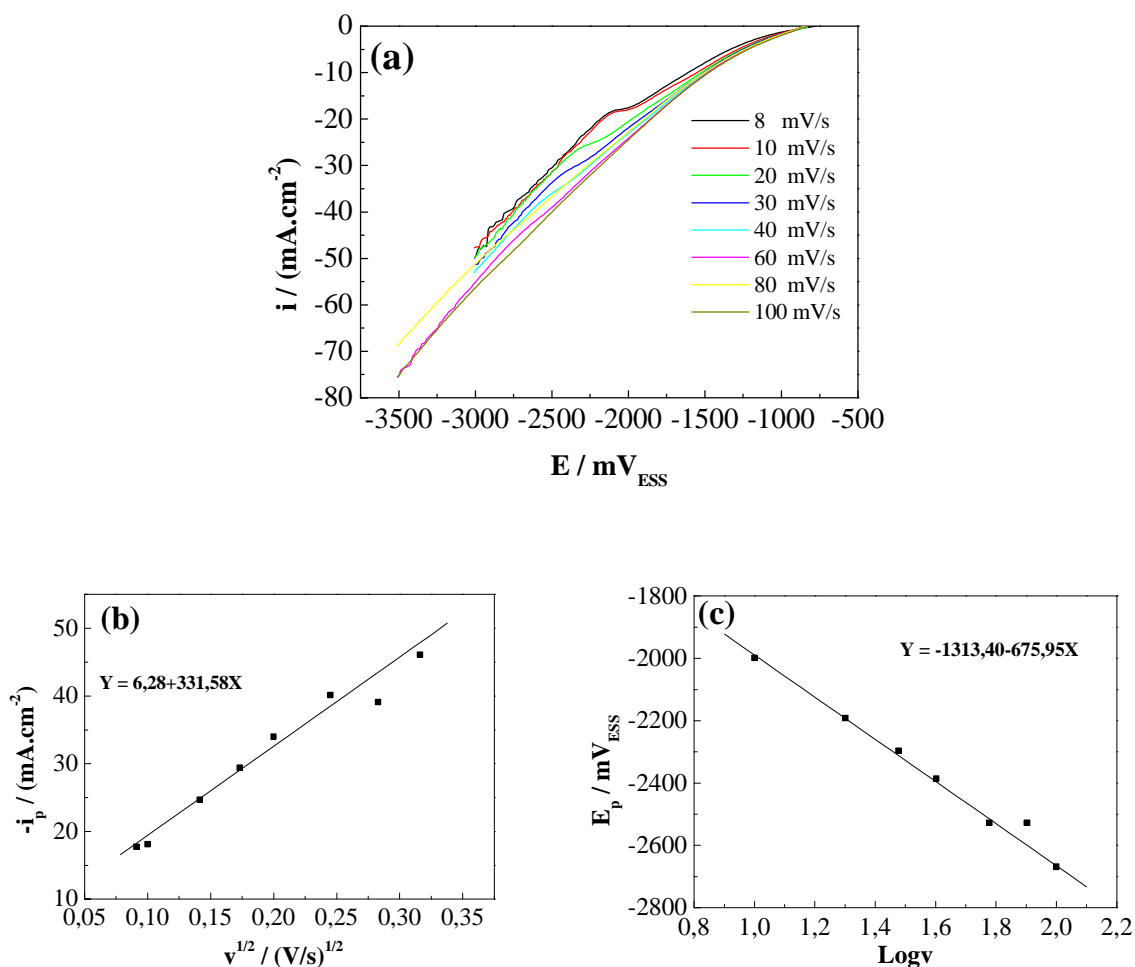 (a)
0
-10
-20
-30
-40
-50
-60
-70
-80
i / (mA.cm-2)
8 mV/s
10 mV/s
20 mV/s
30 mV/s
40 mV/s
60 mV/s
80 mV/s
100 mV/s
-3500 -3000 -2500 -2000 -1500 -1000 -500
E / mVESS
(b)
50
40
30
20
10
-ip / (mA.cm-2)
Y = 6,28+331,58X
0,05 0,10 0,15 0,20 0,25 0,30 0,35
v1/2 / (V/s)1/2
(c)
-1800
-2000
-2200
-2400
-2600
-2800
Ep / mVESS
Y = -1313,40-675,95X
0,8 1,0 1,2 1,4 1,6 1,8 2,0 2,2
Logv